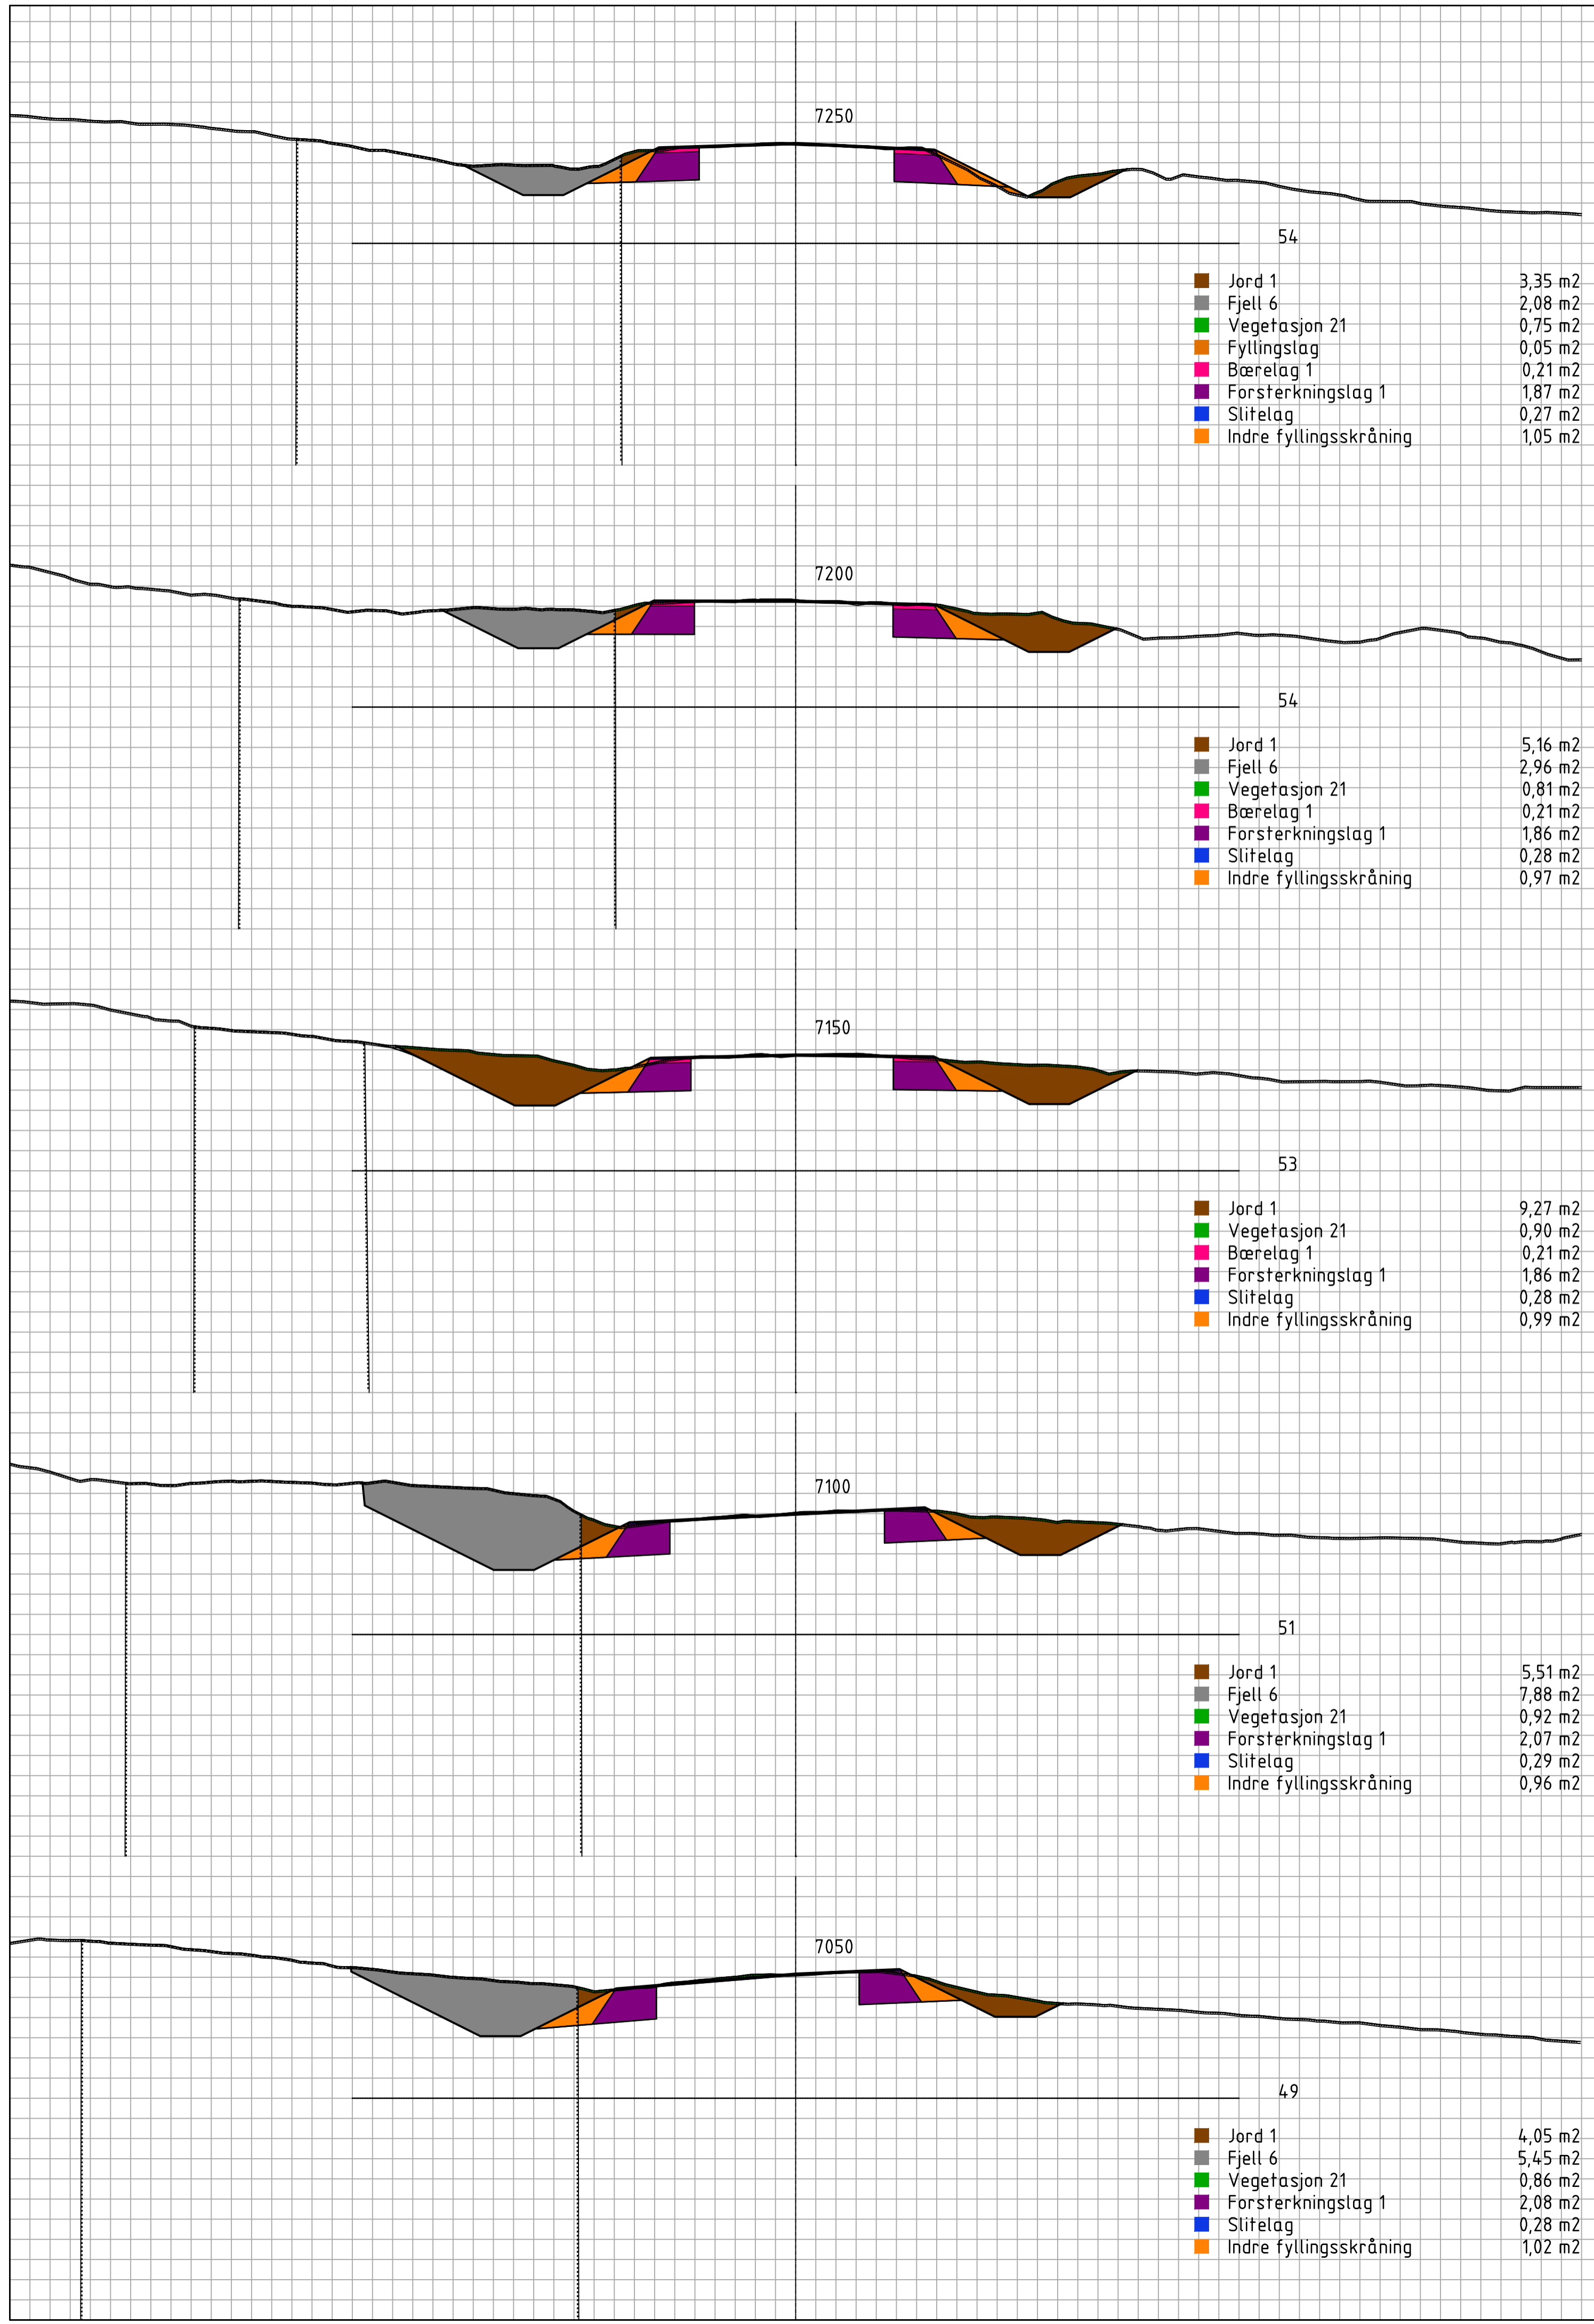 7250
54
Jord 1 3,35 m2
Fjell 6 2,08 m2
Vegetasjon 21 0,75 m2
Fyllingslag 0,05 m2
Bærelag 1 0,21 m2
Forsterkningslag 1 1,87 m2
Slitelag 0,27 m2
Indre fyllingsskråning 1,05 m2
7200
54
Jord 1 5,16 m2
Fjell 6 2,96 m2
Vegetasjon 21 0,81 m2
Bærelag 1 0,21 m2
Forsterkningslag 1 1,86 m2
Slitelag 0,28 m2
Indre fyllingsskråning 0,97 m2
7150
53
Jord 1 9,27 m2
Vegetasjon 21 0,90 m2
Bærelag 1 0,21 m2
Forsterkningslag 1 1,86 m2
Slitelag 0,28 m2
Indre fyllingsskråning 0,99 m2
7100
51
Jord 1 5,51 m2
Fjell 6 7,88 m2
Vegetasjon 21 0,92 m2
Forsterkningslag 1 2,07 m2
Slitelag 0,29 m2
Indre fyllingsskråning 0,96 m2
7050
49
Jord 1 4,05 m2
Fjell 6 5,45 m2
Vegetasjon 21 0,86 m2
Forsterkningslag 1 2,08 m2
Slitelag 0,28 m2
Indre fyllingsskråning 1,02 m2